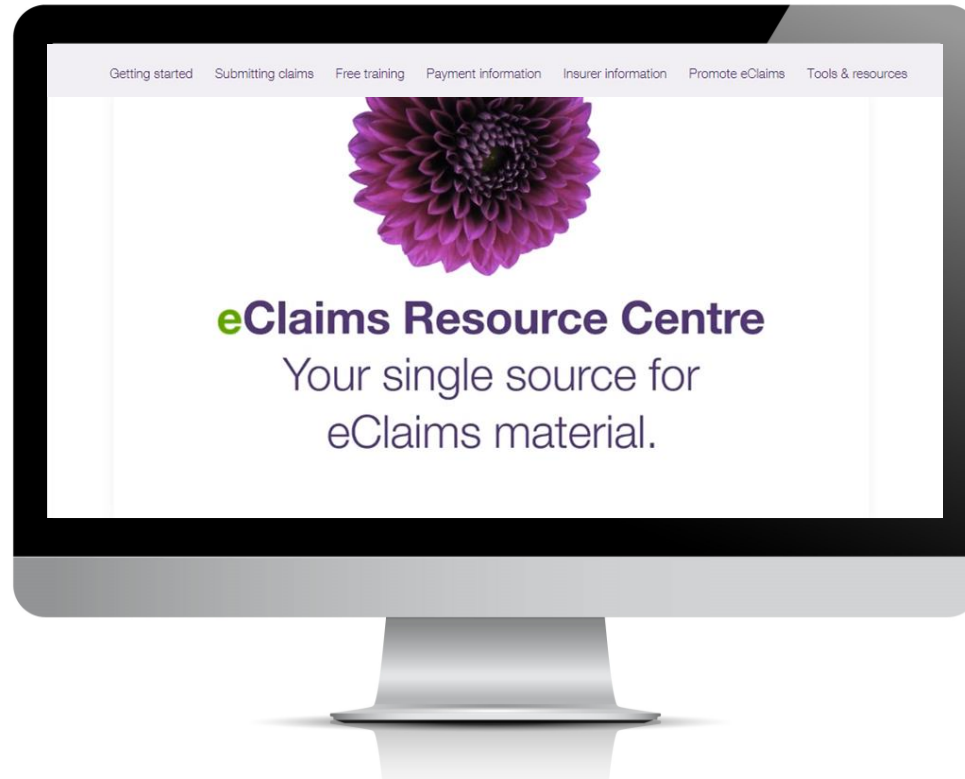 Getting started Submitting claims Free training Payment information Insurer information Promote eClaims Tools & resources
eClaims Resource Centre
Your single source for
eClaims material.